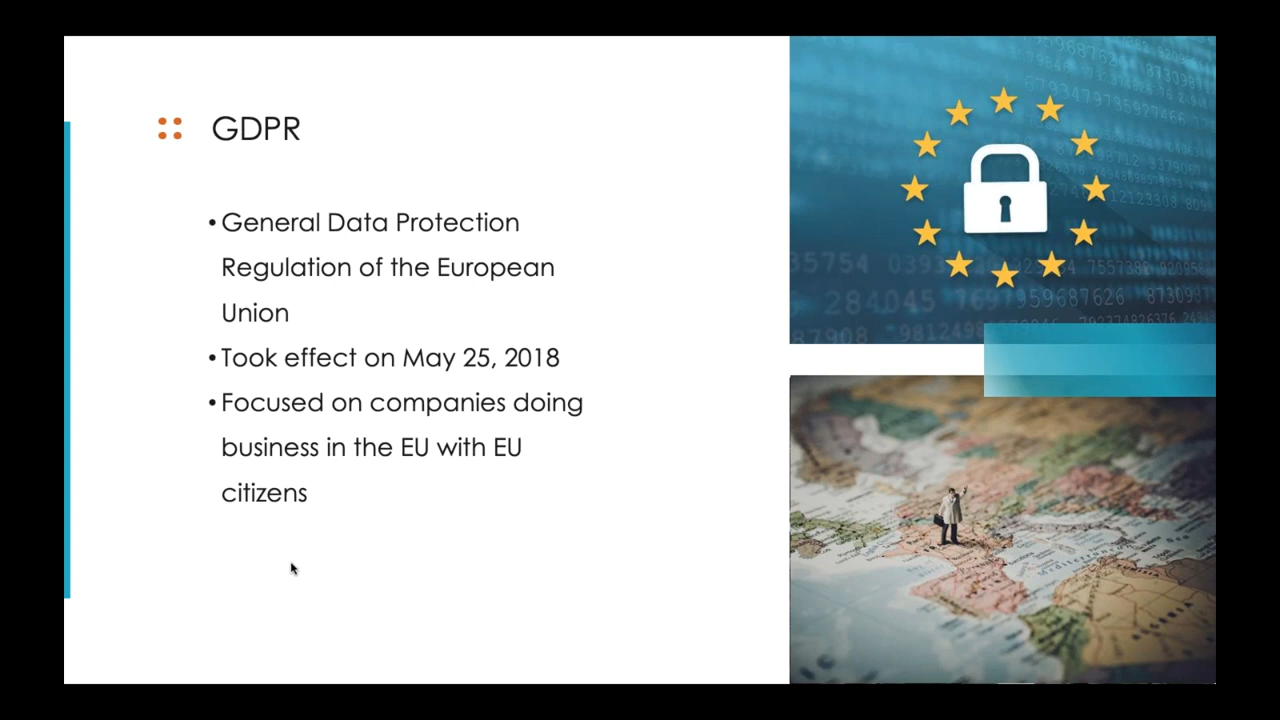 GDPR
• General Data Protection
Regulation of the European
Union
• Took effect on May 25, 2018
• Focused on companies doing
business in the EU with EU
citizens